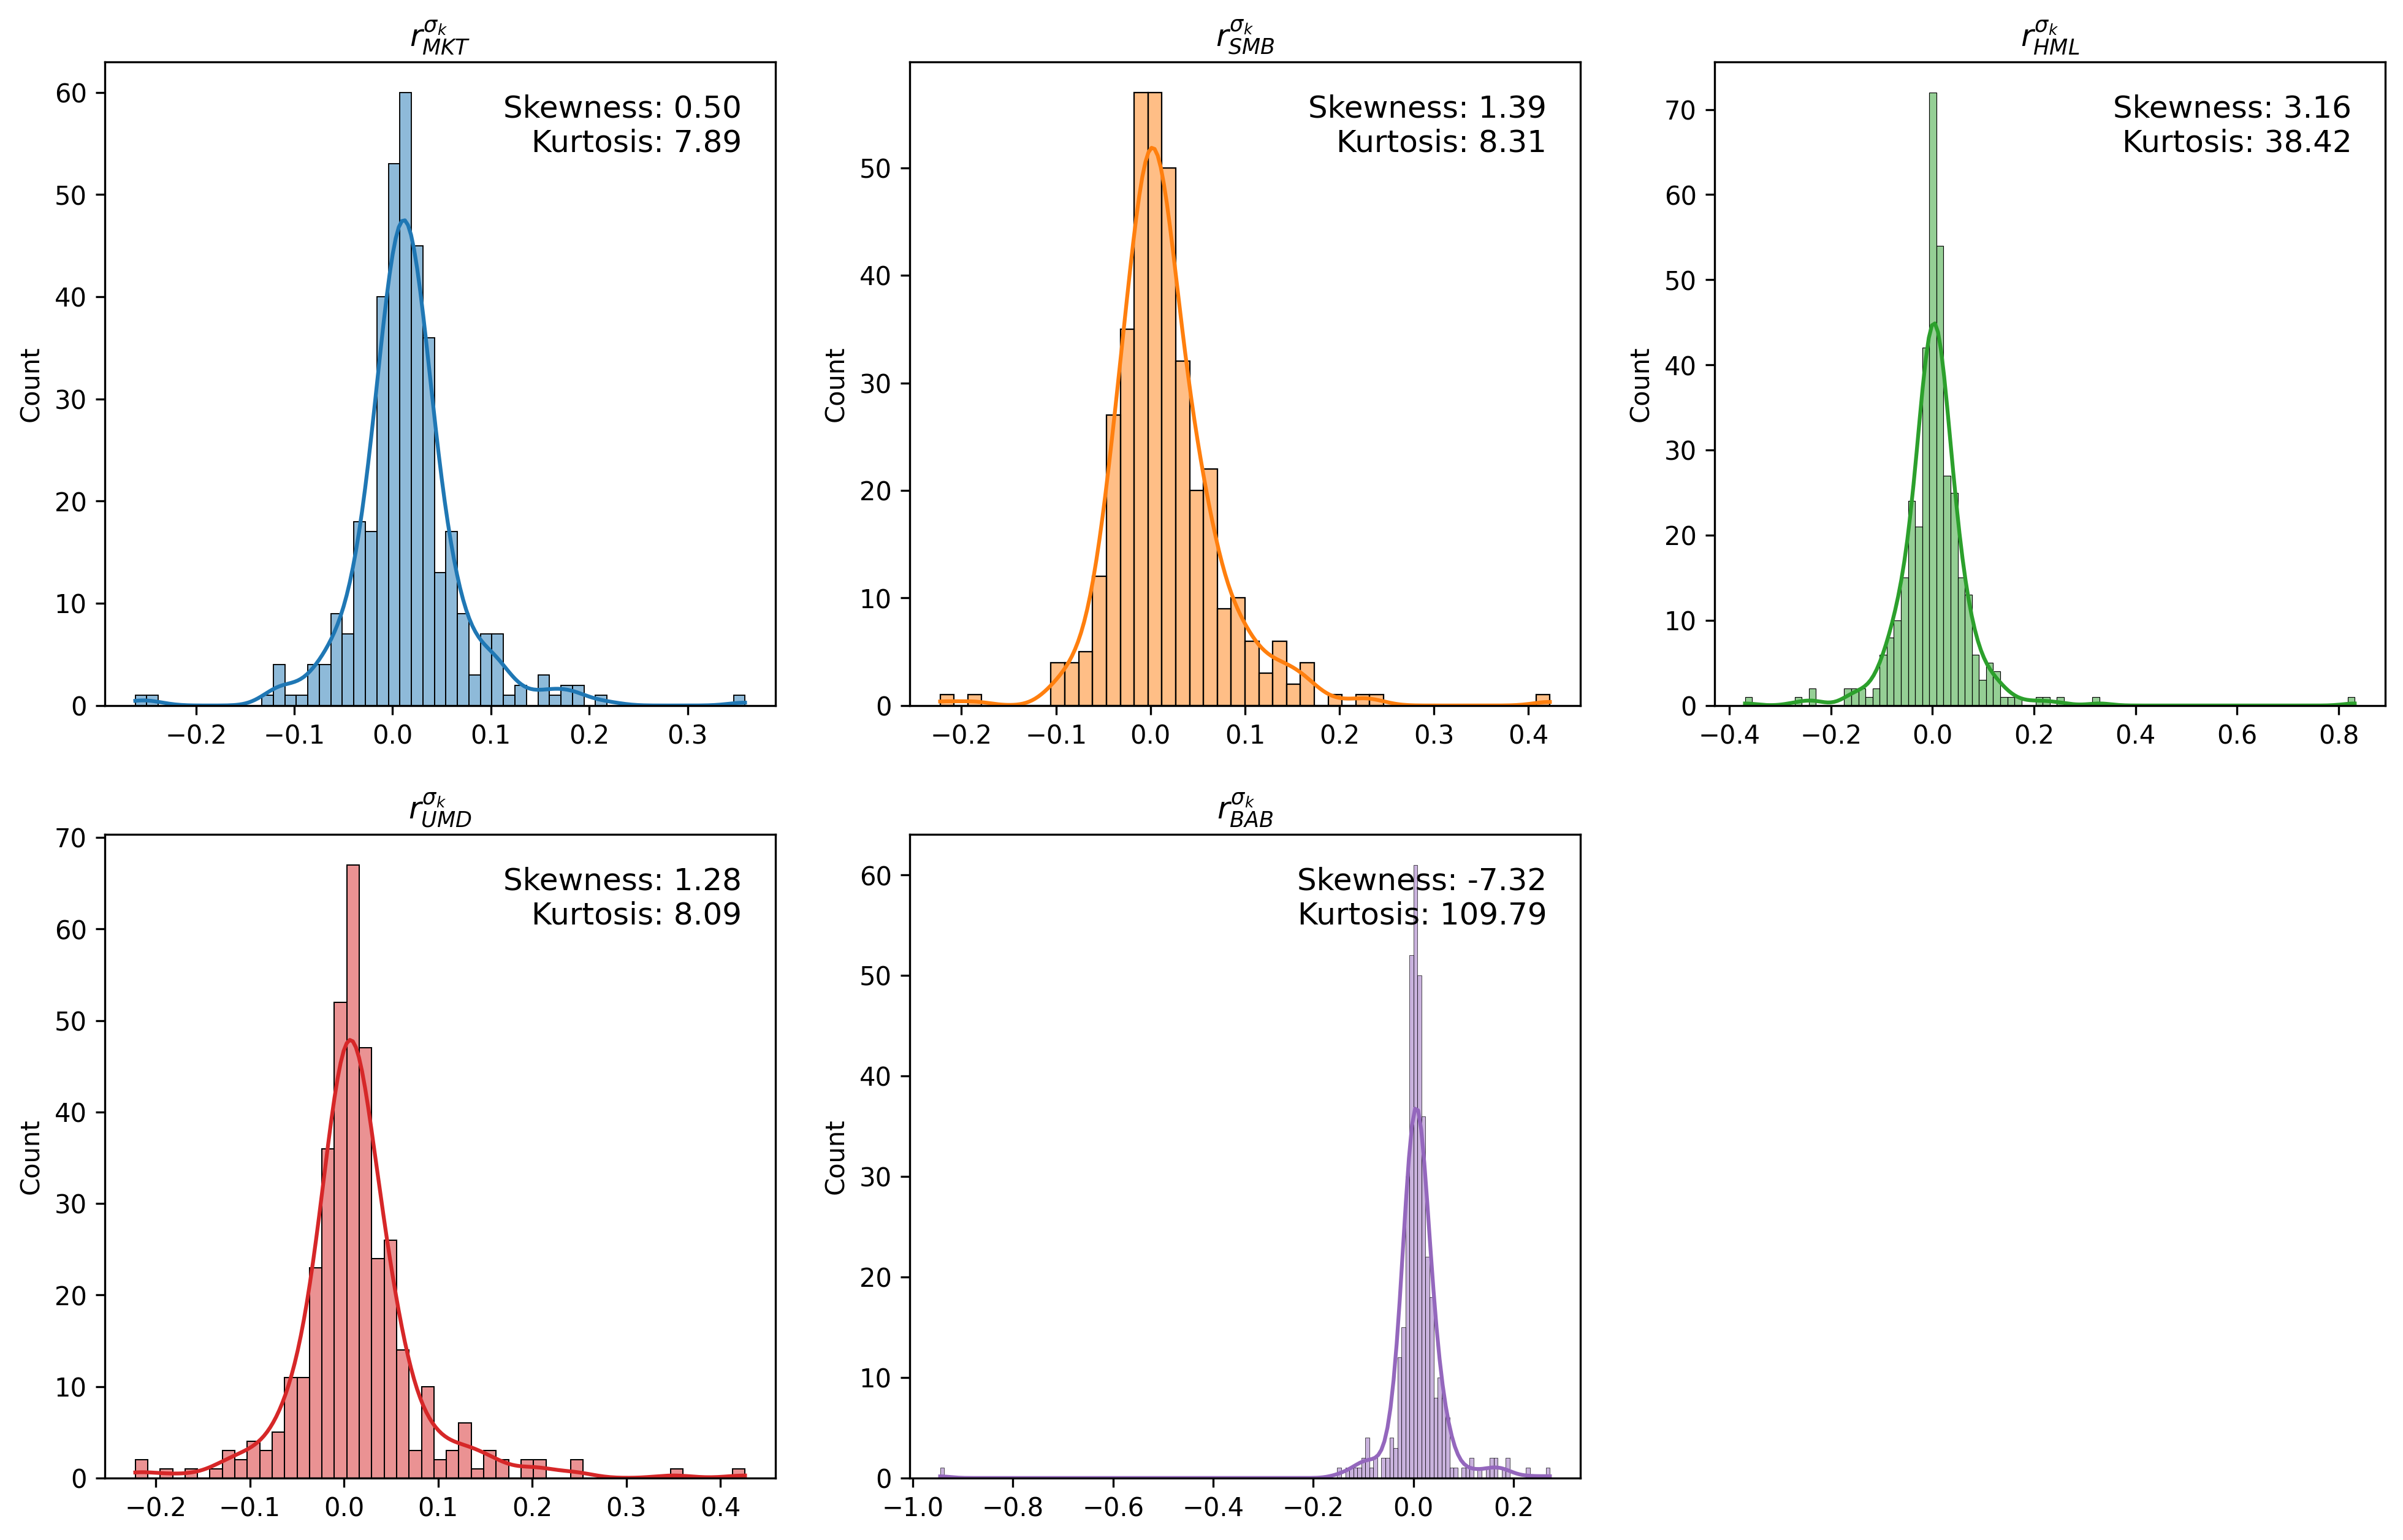 r_{MKT}^{σ_k}
Skewness: 0.50
Kurtosis: 7.89
Count
60
50
40
30
20
10
0
−0.2 −0.1 0.0 0.1 0.2 0.3
r_{SMB}^{σ_k}
Skewness: 1.39
Kurtosis: 8.31
Count
50
40
30
20
10
0
−0.2 −0.1 0.0 0.1 0.2 0.3 0.4
r_{HML}^{σ_k}
Skewness: 3.16
Kurtosis: 38.42
Count
70
60
50
40
30
20
10
0
−0.4 −0.2 0.0 0.2 0.4 0.6 0.8
r_{UMD}^{σ_k}
Skewness: 1.28
Kurtosis: 8.09
Count
70
60
50
40
30
20
10
0
−0.2 −0.1 0.0 0.1 0.2 0.3 0.4
r_{BAB}^{σ_k}
Skewness: -7.32
Kurtosis: 109.79
Count
60
50
40
30
20
10
0
−1.0 −0.8 −0.6 −0.4 −0.2 0.0 0.2